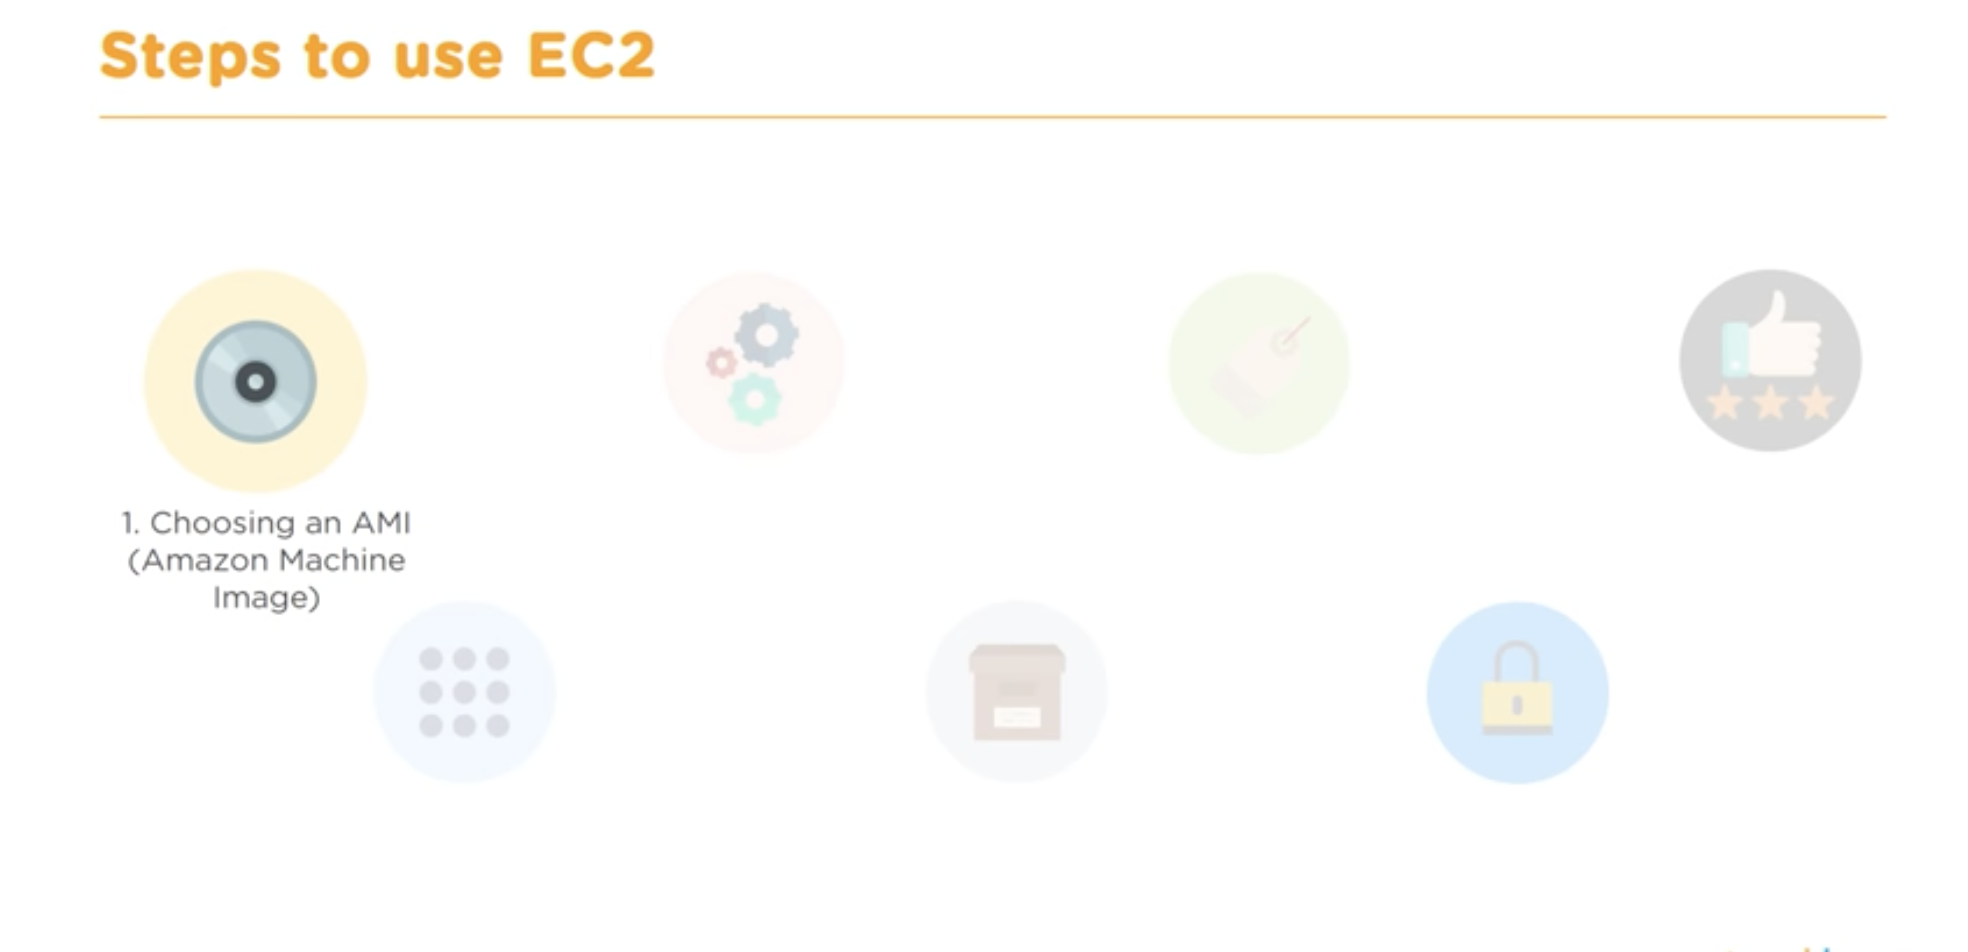 Steps to use EC2
1. Choosing an AMI
(Amazon Machine
Image)